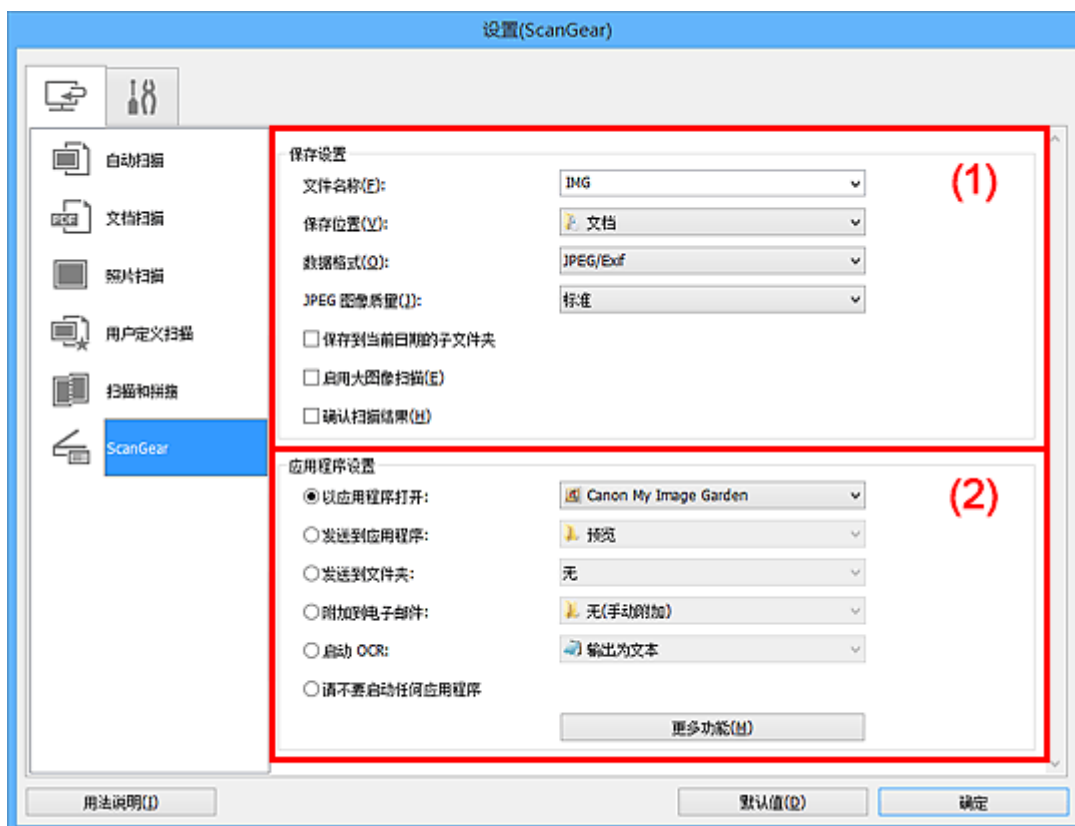 设置(ScanGear)
自动扫描
文档扫描
照片扫描
用户定义扫描
扫描和拼接
ScanGear
保存设置
(1)
文件名称(F): IMG
保存位置(V): 文档
数据格式(O): JPEG/Exif
JPEG 图像质量(J): 标准
保存到当前日期的子文件夹
启用大图像扫描(E)
确认扫描结果(H)
应用程序设置
(2)
以应用程序打开: Canon My Image Garden
发送到应用程序: 预览
发送到文件夹: 无
附加到电子邮件: 无(手动附加)
启动 OCR: 输出为文本
请不要启动任何应用程序
更多功能(M)
用法说明(I) 默认值(D) 确定